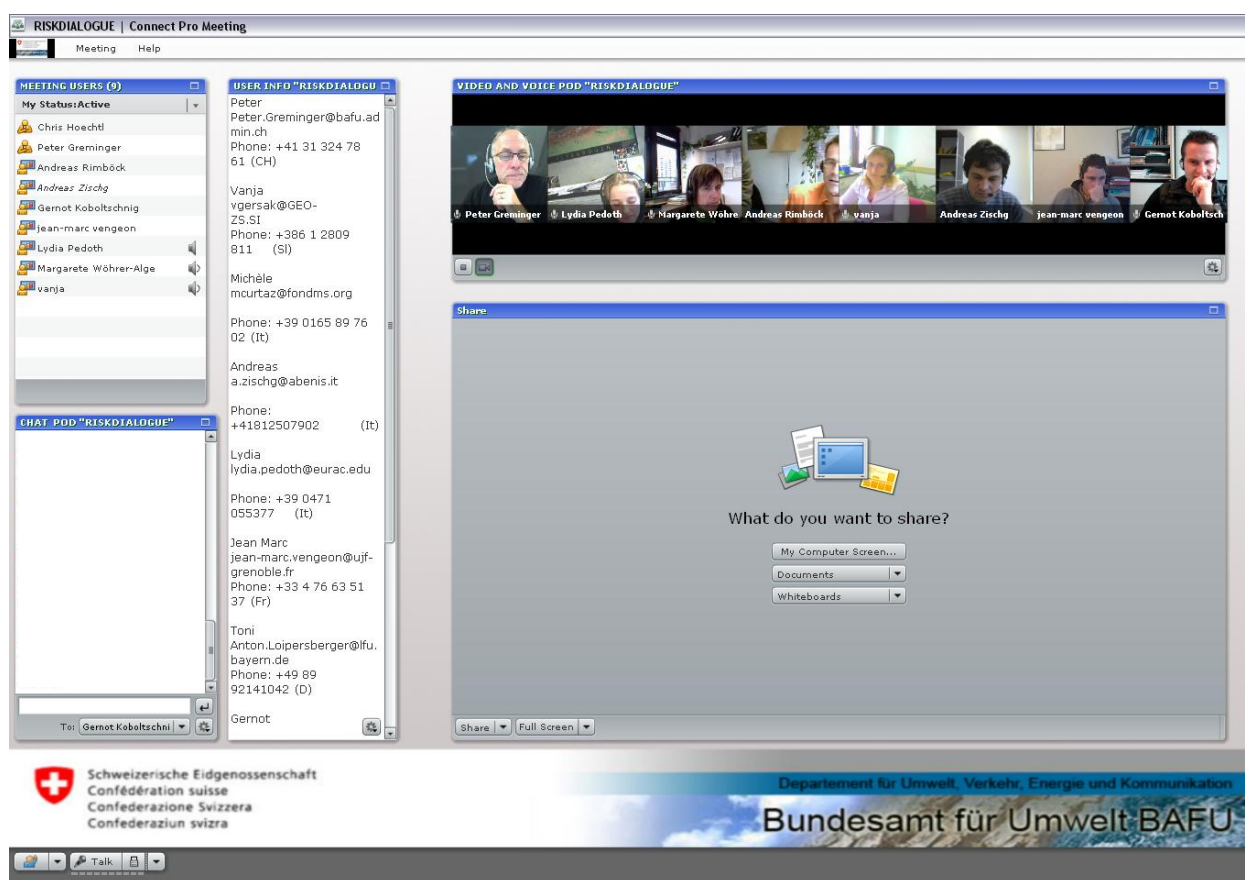 RISKDIALOGUE | Connect Pro Meeting
Meeting Help
MEETING USERS (9)
My Status:Active
Chris Hoechtl
Peter Greminger
Andreas Rimböck
Andreas Zischg
Gernot Koboltschnig
jean-marc vengeon
Lydia Pedoth
Margarete Wöhrer-Alge
vanja
CHAT POD "RISKDIALOGUE"
To: Gernot Koboltschni
USER INFO "RISKDIALOGU
Peter
Peter.Greminger@bafu.ad
min.ch
Phone: +41 31 324 78
61 (CH)
Vanja
vgersak@GEO-
ZS.SI
Phone: +386 1 2809
811 (Sl)
Michèle
mcurtaz@fondms.org
Phone: +39 0165 89 76
02 (It)
Andreas
a.zischg@abenis.it
Phone:
+41812507902 (It)
Lydia
lydia.pedoth@eurac.edu
Phone: +39 0471
055377 (It)
Jean Marc
jean-marc.vengeon@ujf-
grenoble.fr
Phone: +33 4 76 63 51
37 (Fr)
Toni
Anton.Loipersberger@lfu.
bayern.de
Phone: +49 89
92141042 (D)
Gernot
VIDEO AND VOICE POD "RISKDIALOGUE"
Peter Greminger Lydia Pedoth Margarete Wöhre Andreas Rimböck vanja Andreas Zischg jean-marc vengeon Gernot Koboltsch
Share
What do you want to share?
My Computer Screen...
Documents
Whiteboards
Share Full Screen
Schweizerische Eidgenossenschaft
Confédération suisse
Confederazione Svizzera
Confederaziun svizra
Departement für Umwelt, Verkehr, Energie und Kommunikation
Bundesamt für Umwelt BAFU
Talk